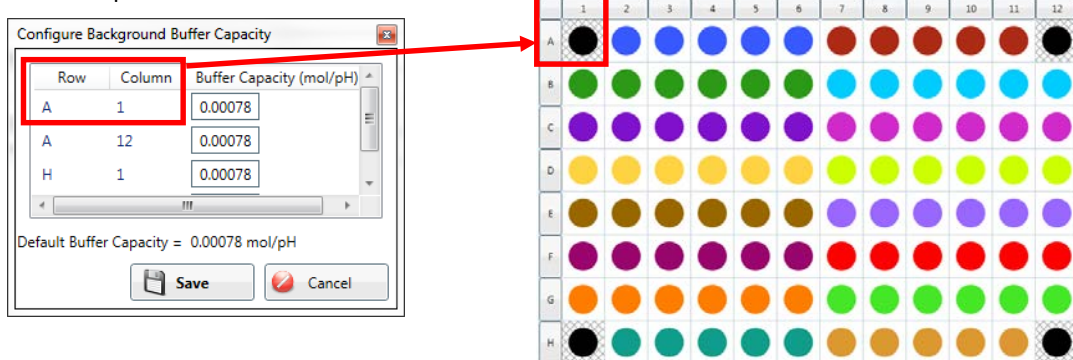 Configure Background Buffer Capacity
Row Column Buffer Capacity (mol/pH)
A 1 0.00078
A 12 0.00078
H 1 0.00078
Default Buffer Capacity = 0.00078 mol/pH
Save Cancel
1 2 3 4 5 6 7 8 9 10 11 12
A
B
C
D
E
F
G
H